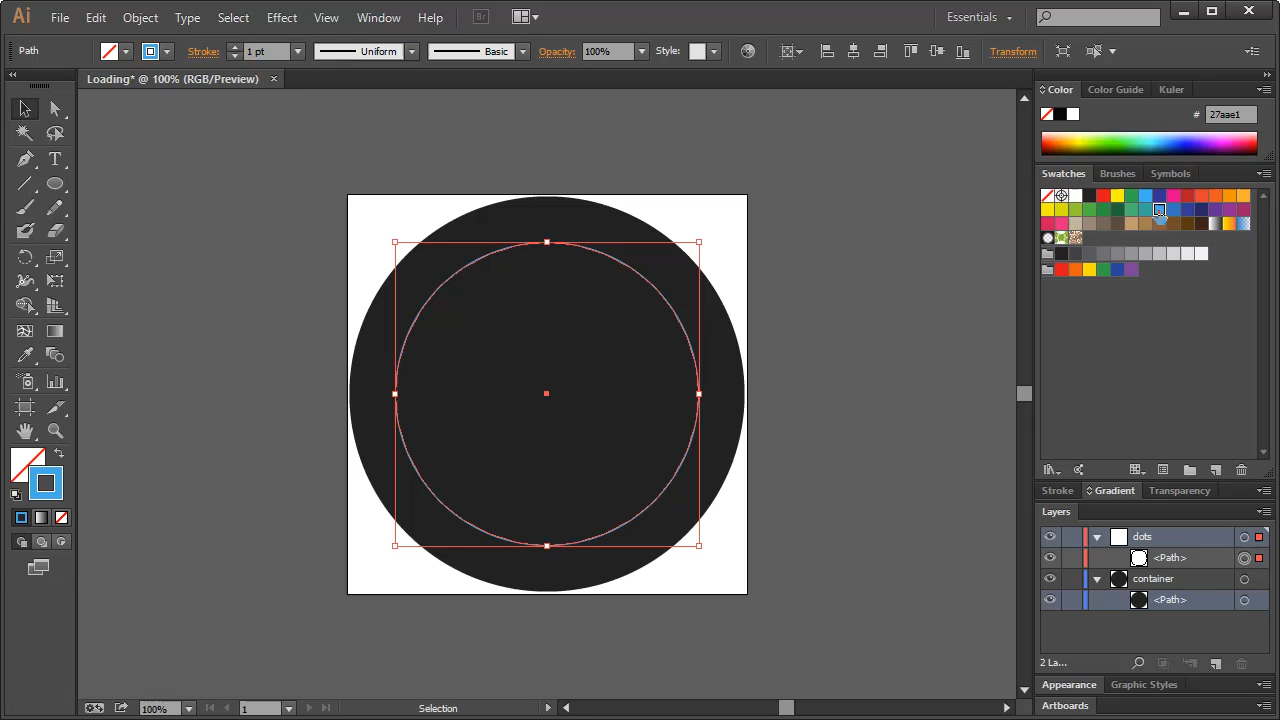 Ai File Edit Object Type Select Effect View Window Help Br Essentials
Path Stroke: 1 pt Uniform Basic Opacity: 100% Style: Transform
Loading* @ 100% (RGB/Preview)
Color Color Guide Kuler
# 27aae1
Swatches Brushes Symbols
T
Stroke Gradient Transparency
Layers
dots
<Path>
container
<Path>
2 La...
Appearance Graphic Styles
Artboards
100% 1 Selection